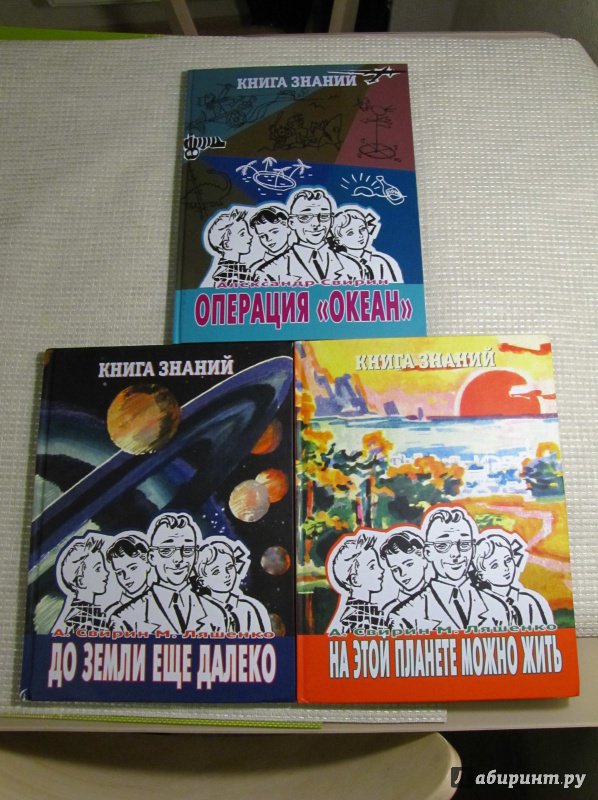 КНИГА ЗНАНИЙ
Александр Свирин
ОПЕРАЦИЯ «ОКЕАН»
КНИГА ЗНАНИЙ
А. Свирин М. Ляшенко
ДО ЗЕМЛИ ЕЩЕ ДАЛЕКО
КНИГА ЗНАНИЙ
А. Свирин М. Ляшенко
НА ЭТОЙ ПЛАНЕТЕ МОЖНО ЖИТЬ
абиринт.ру